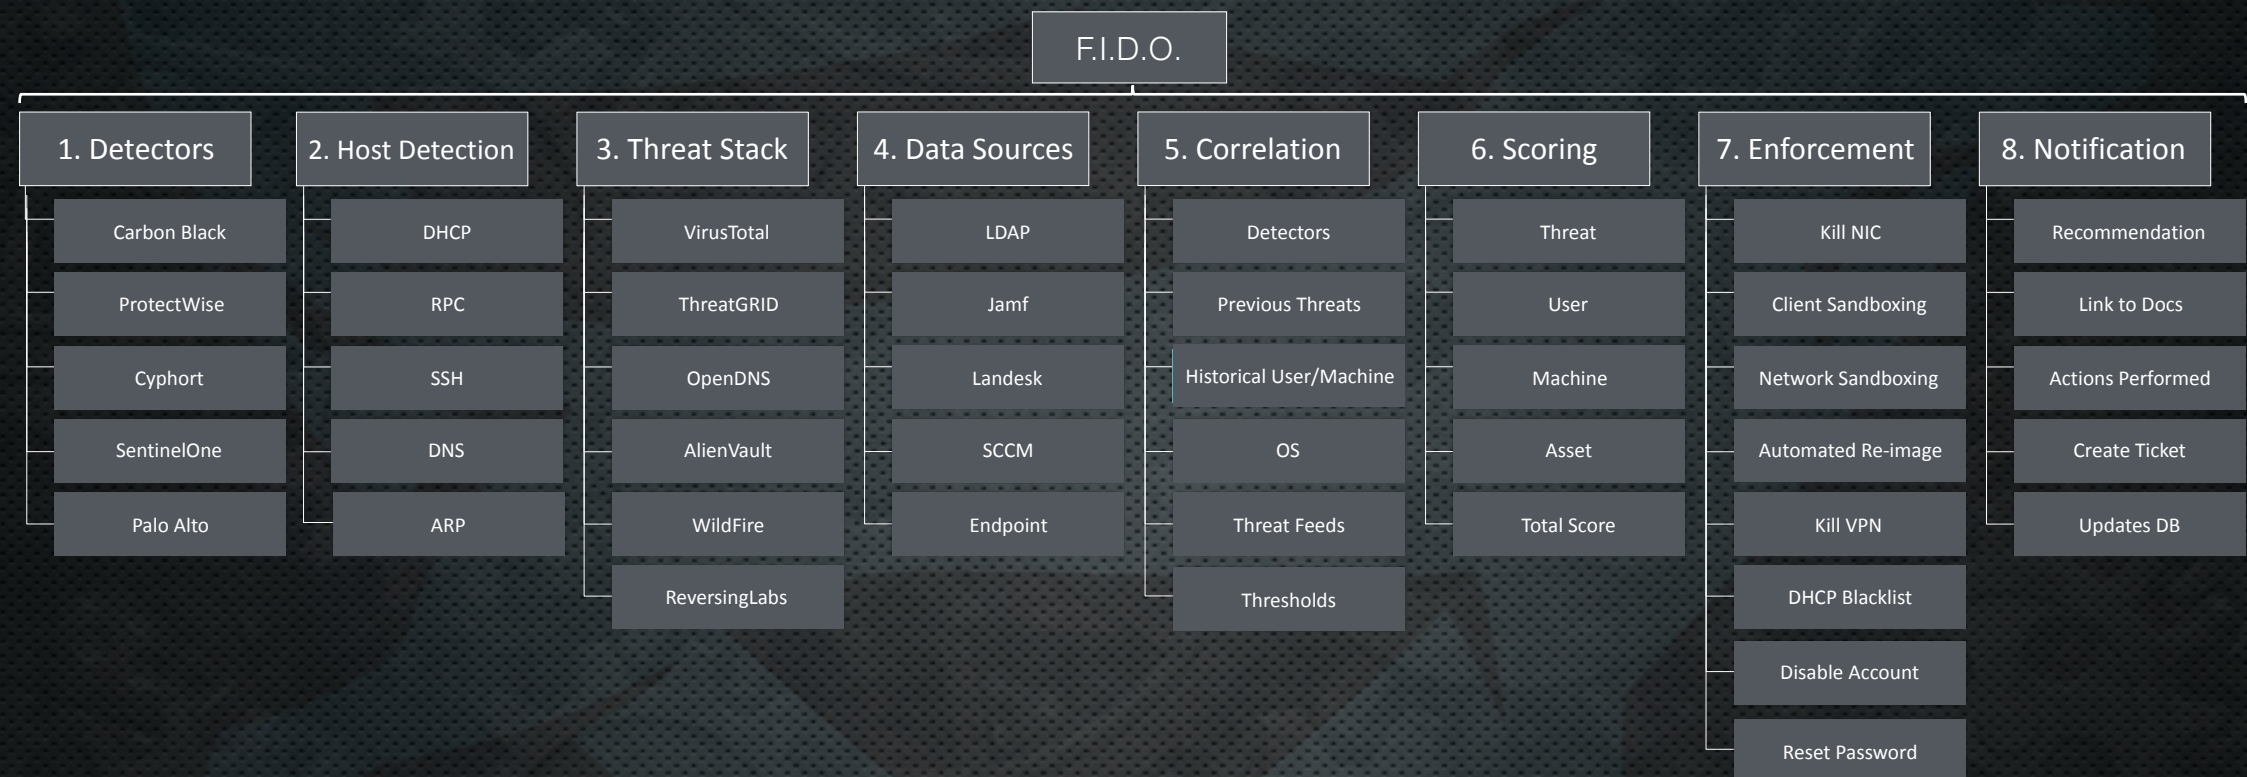 F.I.D.O.
1. Detectors
Carbon Black
ProtectWise
Cyphort
SentinelOne
Palo Alto
2. Host Detection
DHCP
RPC
SSH
DNS
ARP
3. Threat Stack
VirusTotal
ThreatGRID
OpenDNS
AlienVault
WildFire
ReversingLabs
4. Data Sources
LDAP
Jamf
Landesk
SCCM
Endpoint
5. Correlation
Detectors
Previous Threats
Historical User/Machine
OS
Threat Feeds
Thresholds
6. Scoring
Threat
User
Machine
Asset
Total Score
7. Enforcement
Kill NIC
Client Sandboxing
Network Sandboxing
Automated Re-image
Kill VPN
DHCP Blacklist
Disable Account
Reset Password
8. Notification
Recommendation
Link to Docs
Actions Performed
Create Ticket
Updates DB